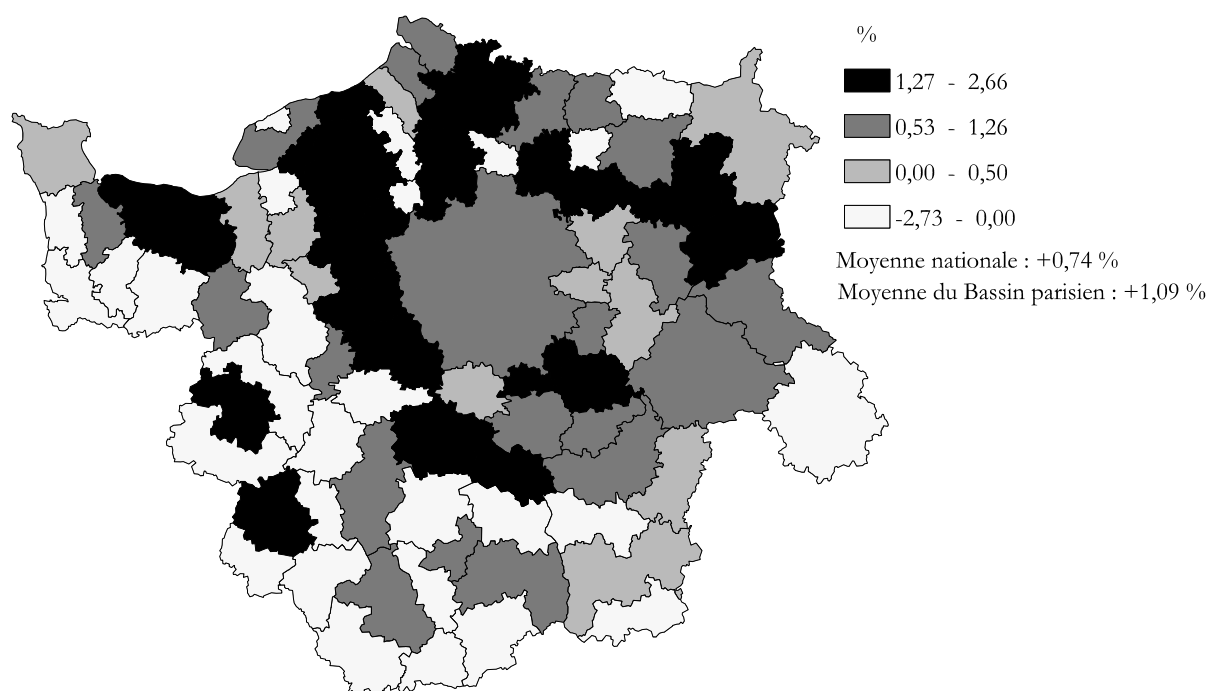 %
1,27 - 2,66
0,53 - 1,26
0,00 - 0,50
-2,73 - 0,00
Moyenne nationale : +0,74 %
Moyenne du Bassin parisien : +1,09 %